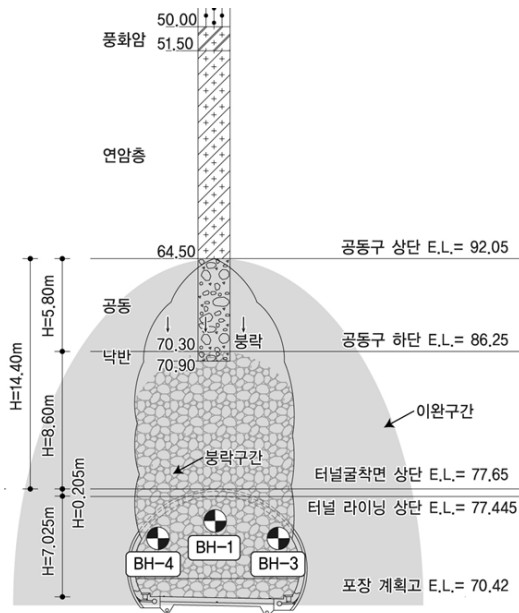 50.00
풍화암
51.50
연암층
64.50
공동구 상단 E.L.= 92.05
공동
H=5.80m
붕락
70.30
공동구 하단 E.L.= 86.25
낙반
70.90
H=14.40m
H=8.60m
이완구간
붕락구간
터널굴착면 상단 E.L.= 77.65
H=0.205m
터널 라이닝 상단 E.L.= 77.445
H=7.025m
BH-1
BH-4
BH-3
포장 계획고 E.L.= 70.42